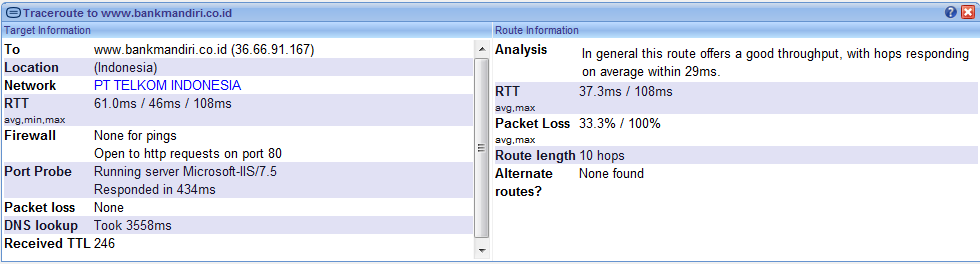 Traceroute to www.bankmandiri.co.id
Target Information
To www.bankmandiri.co.id (36.66.91.167)
Location (Indonesia)
Network PT TELKOM INDONESIA
RTT 61.0ms / 46ms / 108ms
avg,min,max
Firewall None for pings
Open to http requests on port 80
Port Probe Running server Microsoft-IIS/7.5
Responded in 434ms
Packet loss None
DNS lookup Took 3558ms
Received TTL 246
Route Information
Analysis In general this route offers a good throughput, with hops responding
on average within 29ms.
RTT 37.3ms / 108ms
avg,max
Packet Loss 33.3% / 100%
avg,max
Route length 10 hops
Alternate None found
routes?